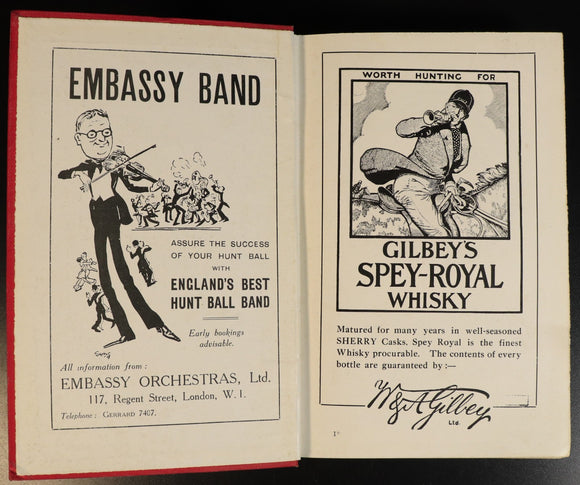 EMBASSY BAND
ASSURE THE SUCCESS
OF YOUR HUNT BALL
WITH
ENGLAND'S BEST
HUNT BALL BAND
Early bookings
advisable.
All information from :
EMBASSY ORCHESTRAS, Ltd.
117, Regent Street, London, W.1.
Telephone : GERRARD 7407.
WORTH HUNTING FOR
GILBEY'S
SPEY-ROYAL
WHISKY
Matured for many years in well-seasoned
SHERRY Casks, Spey Royal is the finest
Whisky procurable. The contents of every
bottle are guaranteed by :—
W & A Gilbey
Ltd.